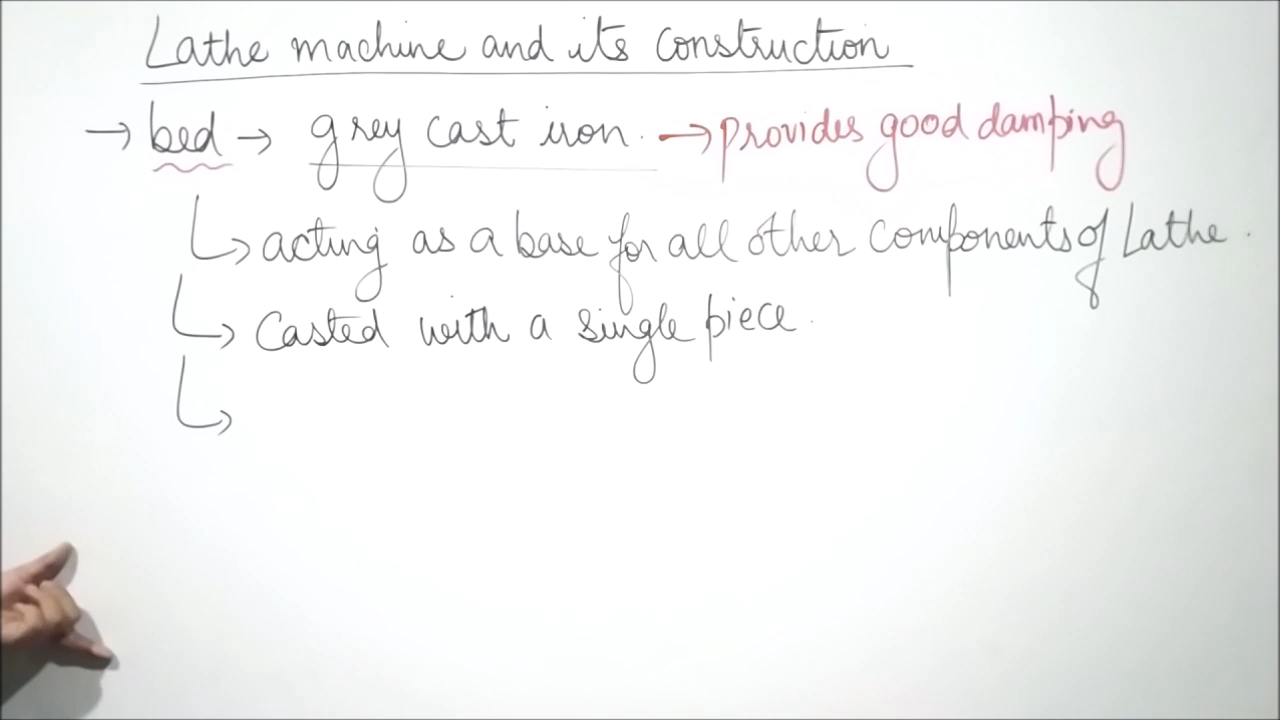 Lathe machine and its construction
→ bed → grey cast iron. → provides good damping
↳ acting as a base for all other components of Lathe.
↳ Casted with a single piece.
↳